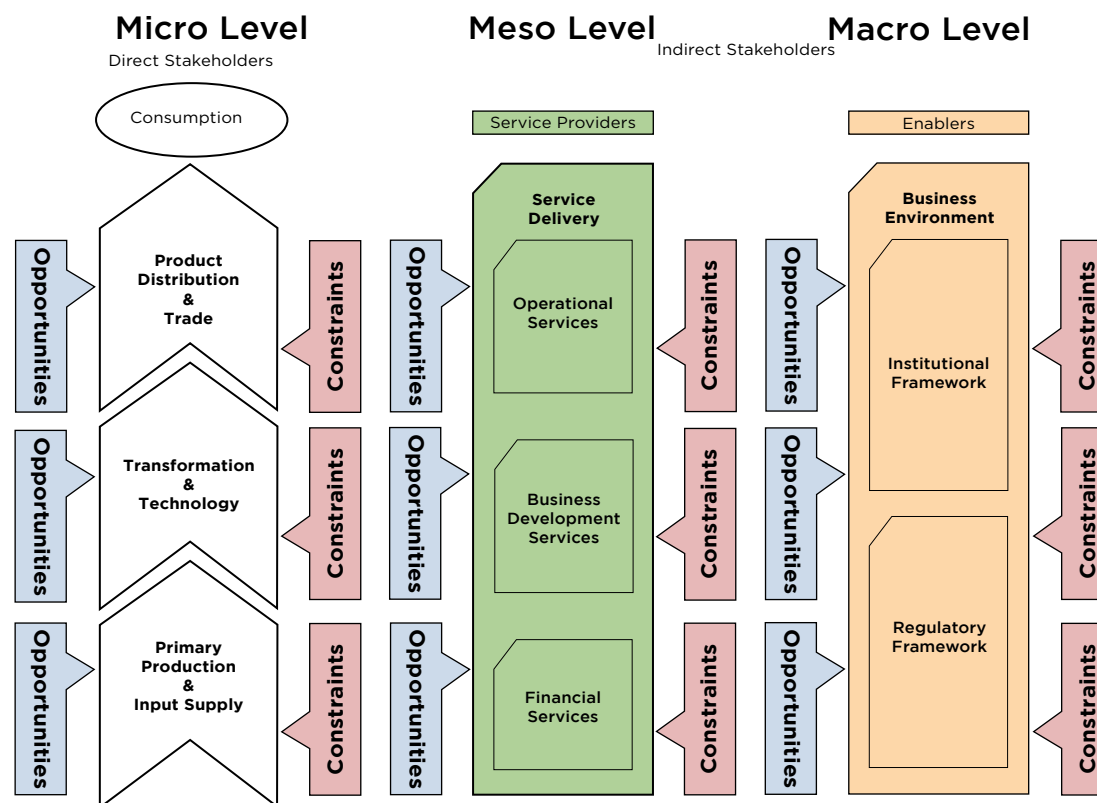 Micro Level
Direct Stakeholders
Meso Level
Indirect Stakeholders
Macro Level
Consumption
Service Providers
Enablers
Opportunities
Product
Distribution
&
Trade
Constraints
Opportunities
Transformation
&
Technology
Constraints
Opportunities
Primary
Production
&
Input Supply
Constraints
Service
Delivery
Opportunities
Operational
Services
Constraints
Opportunities
Business
Development
Services
Constraints
Opportunities
Financial
Services
Constraints
Business
Environment
Opportunities
Institutional
Framework
Constraints
Opportunities
Constraints
Opportunities
Regulatory
Framework
Constraints